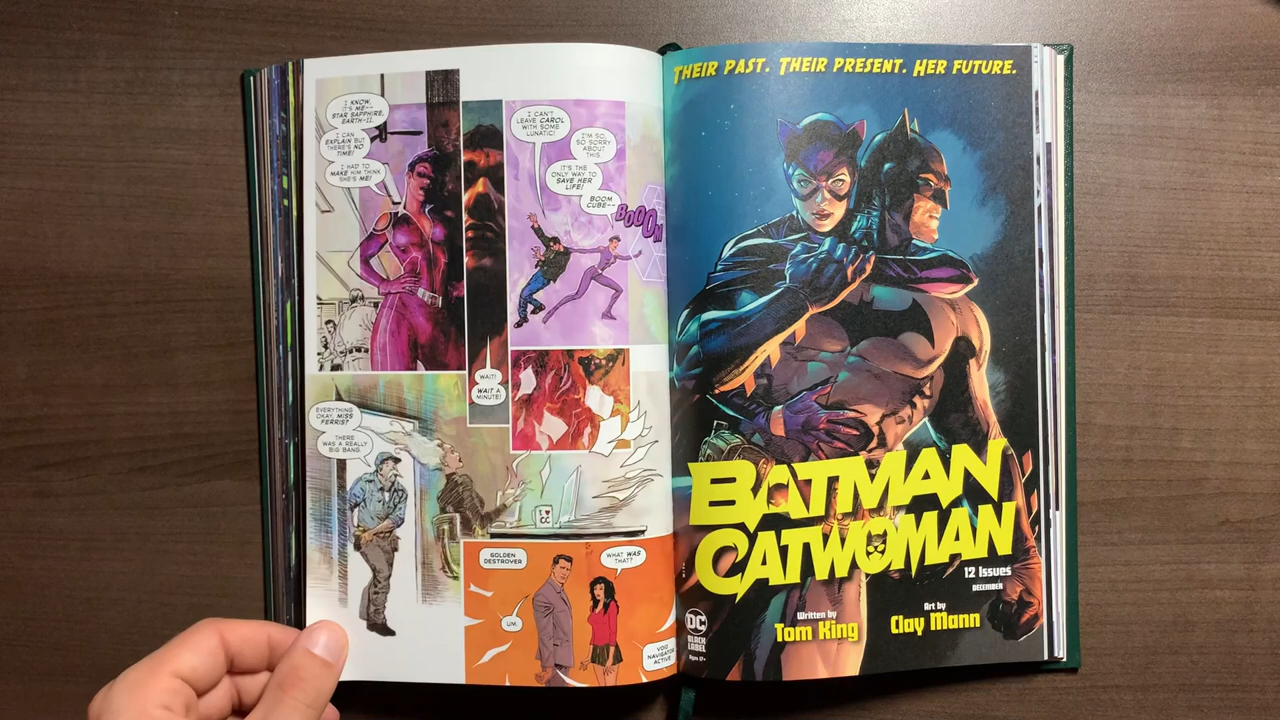 I KNOW,
IT'S ME--
STAR SAPPHIRE,
EARTH-11.
I CAN
EXPLAIN BUT
THERE'S NO
TIME!
I HAD TO
MAKE HIM THINK
SHE'S ME!
WAIT!
WAIT A
MINUTE!
I CAN'T
LEAVE CAROL
WITH SOME
LUNATIC!
I'M SO,
SO SORRY
ABOUT
THIS.
IT'S THE
ONLY WAY TO
SAVE HER
LIFE!
BOOM
CUBE--
BOOOM
EVERYTHING
OKAY, MISS
FERRIS?
THERE
WAS A REALLY
BIG BANG.
I ♥
CC
GOLDEN
DESTROYER
UM.
WHAT WAS
THAT?
VOID
NAVIGATOR
ACTIVE
THEIR PAST. THEIR PRESENT. HER FUTURE.
BATMAN
CATWOMAN
12 Issues
DECEMBER
Written by
Tom King
Art by
Clay Mann
DC
BLACK
LABEL
Ages 17+